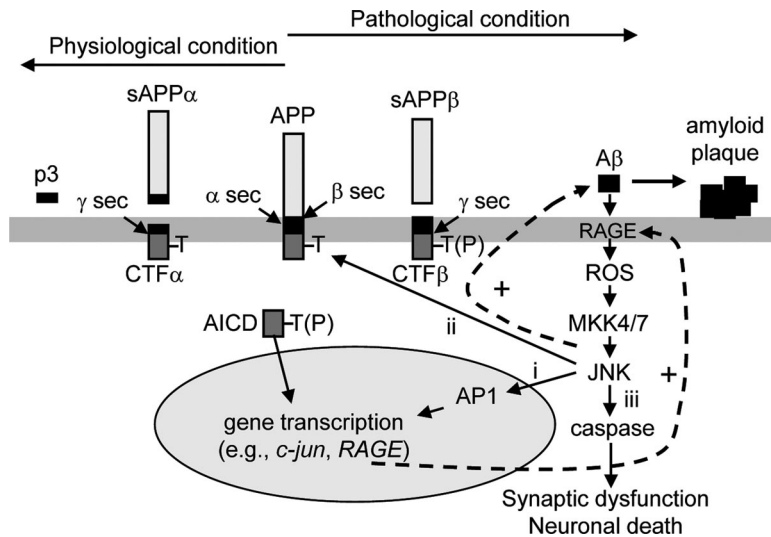 Pathological condition
Physiological condition
sAPPα
APP
sAPPβ
amyloid
plaque
Aβ
p3
γ sec
α sec
β sec
γ sec
RAGE
T
T
T(P)
CTFα
CTFβ
ROS
+
ii
AICD
T(P)
MKK4/7
i
JNK
+
AP1
iii
gene transcription
(e.g., c-jun, RAGE)
caspase
Synaptic dysfunction
Neuronal death